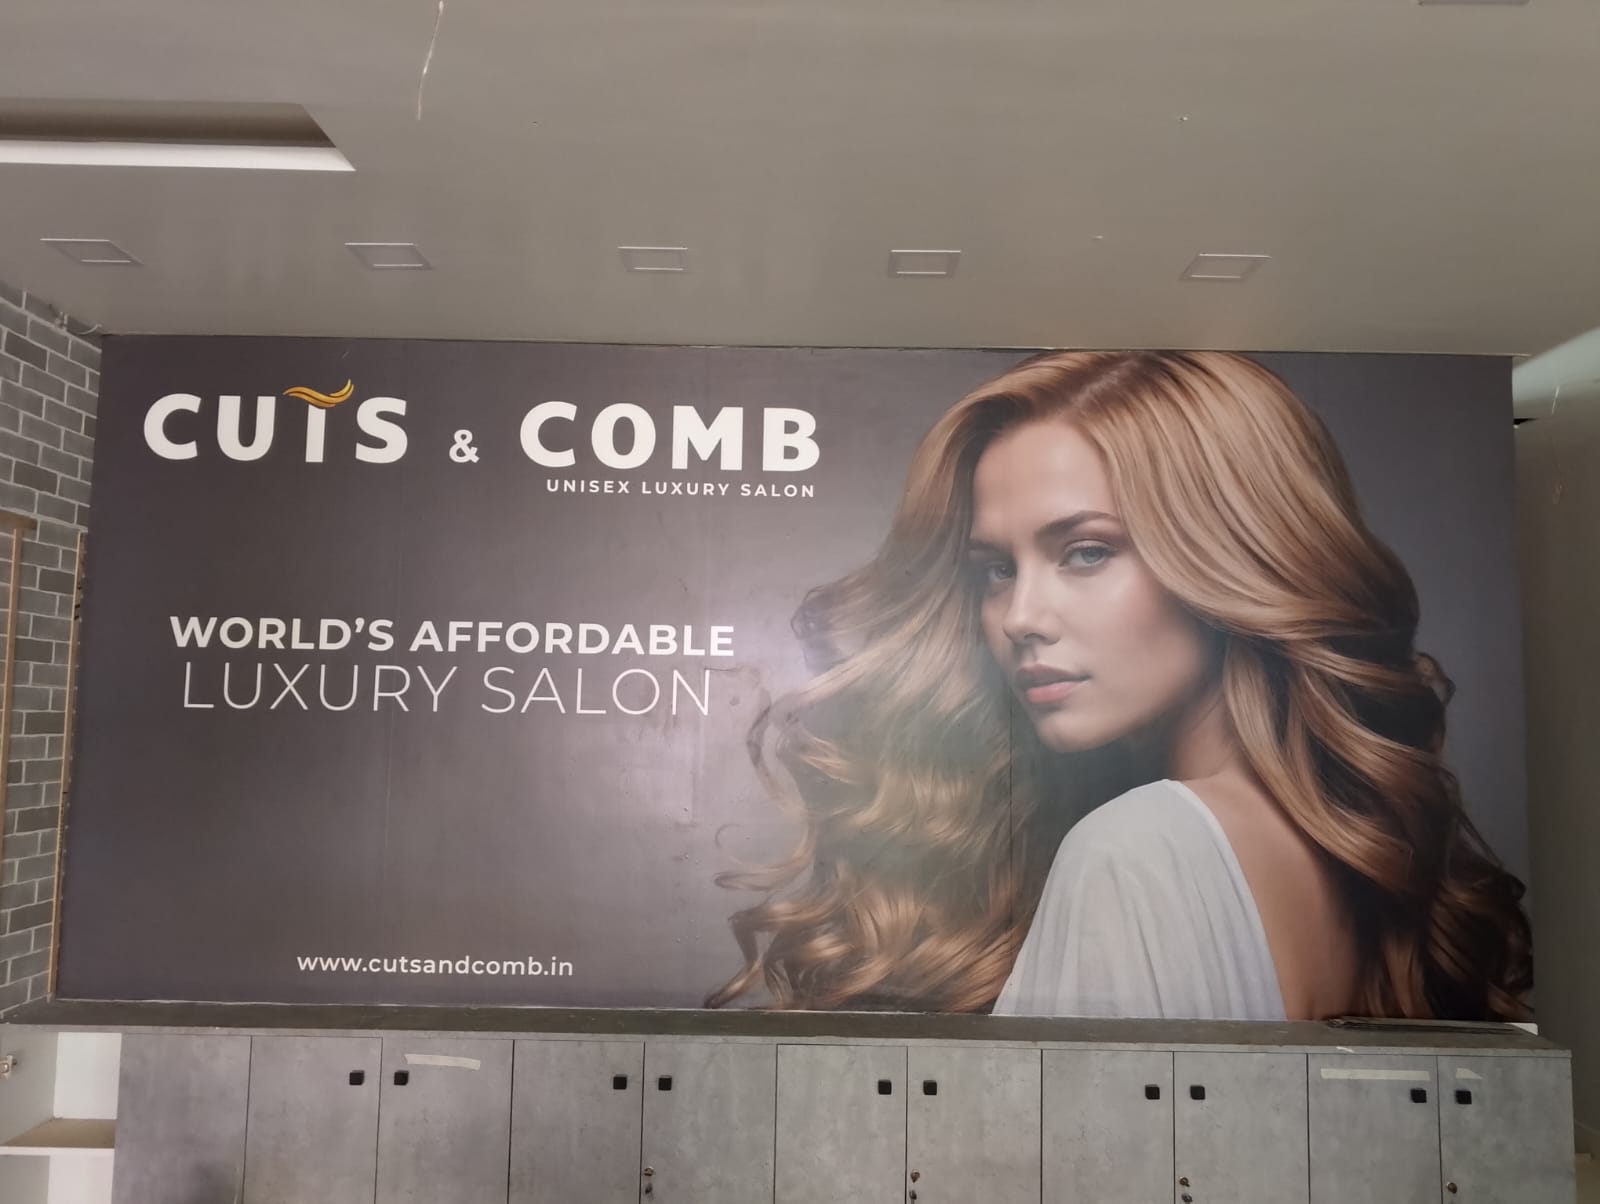 CUTS & COMB
UNISEX LUXURY SALON
WORLD'S AFFORDABLE
LUXURY SALON
www.cutsandcomb.in